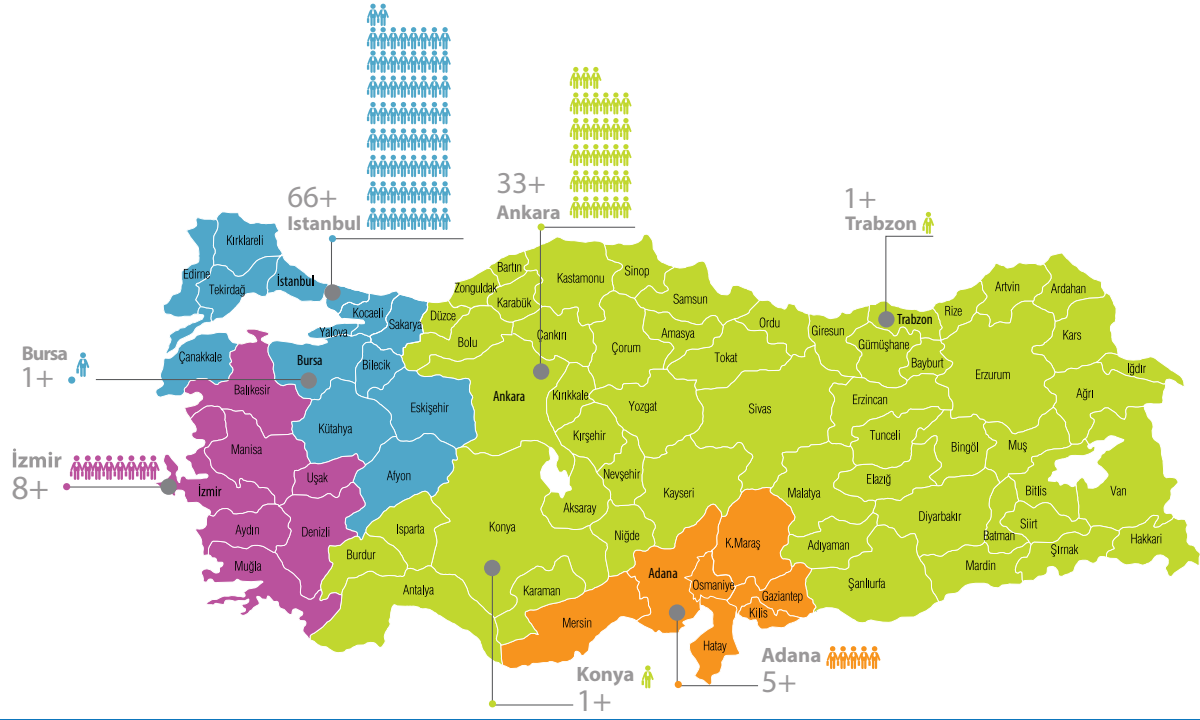 66+
Istanbul
33+
Ankara
1+
Trabzon
Bursa
1+
İzmir
8+
Konya
1+
Adana
5+
Kırklareli
Edirne
Tekirdağ
İstanbul
Kocaeli
Yalova
Sakarya
Çanakkale
Bursa
Bilecik
Balıkesir
Kütahya
Eskişehir
Manisa
Uşak
Afyon
İzmir
Aydın
Denizli
Muğla
Bartın
Zonguldak
Karabük
Kastamonu
Sinop
Düzce
Bolu
Çankırı
Samsun
Amasya
Çorum
Ordu
Tokat
Giresun
Trabzon
Gümüşhane
Bayburt
Rize
Artvin
Ardahan
Kars
Iğdır
Erzurum
Ağrı
Ankara
Kırıkkale
Yozgat
Sivas
Erzincan
Kırşehir
Tunceli
Bingöl
Muş
Nevşehir
Kayseri
Malatya
Elazığ
Bitlis
Van
Aksaray
Konya
Isparta
Niğde
Diyarbakır
Batman
Siirt
Şırnak
Hakkari
Burdur
Antalya
Karaman
Adıyaman
Şanlıurfa
Mardin
K.Maraş
Adana
Osmaniye
Gaziantep
Kilis
Mersin
Hatay